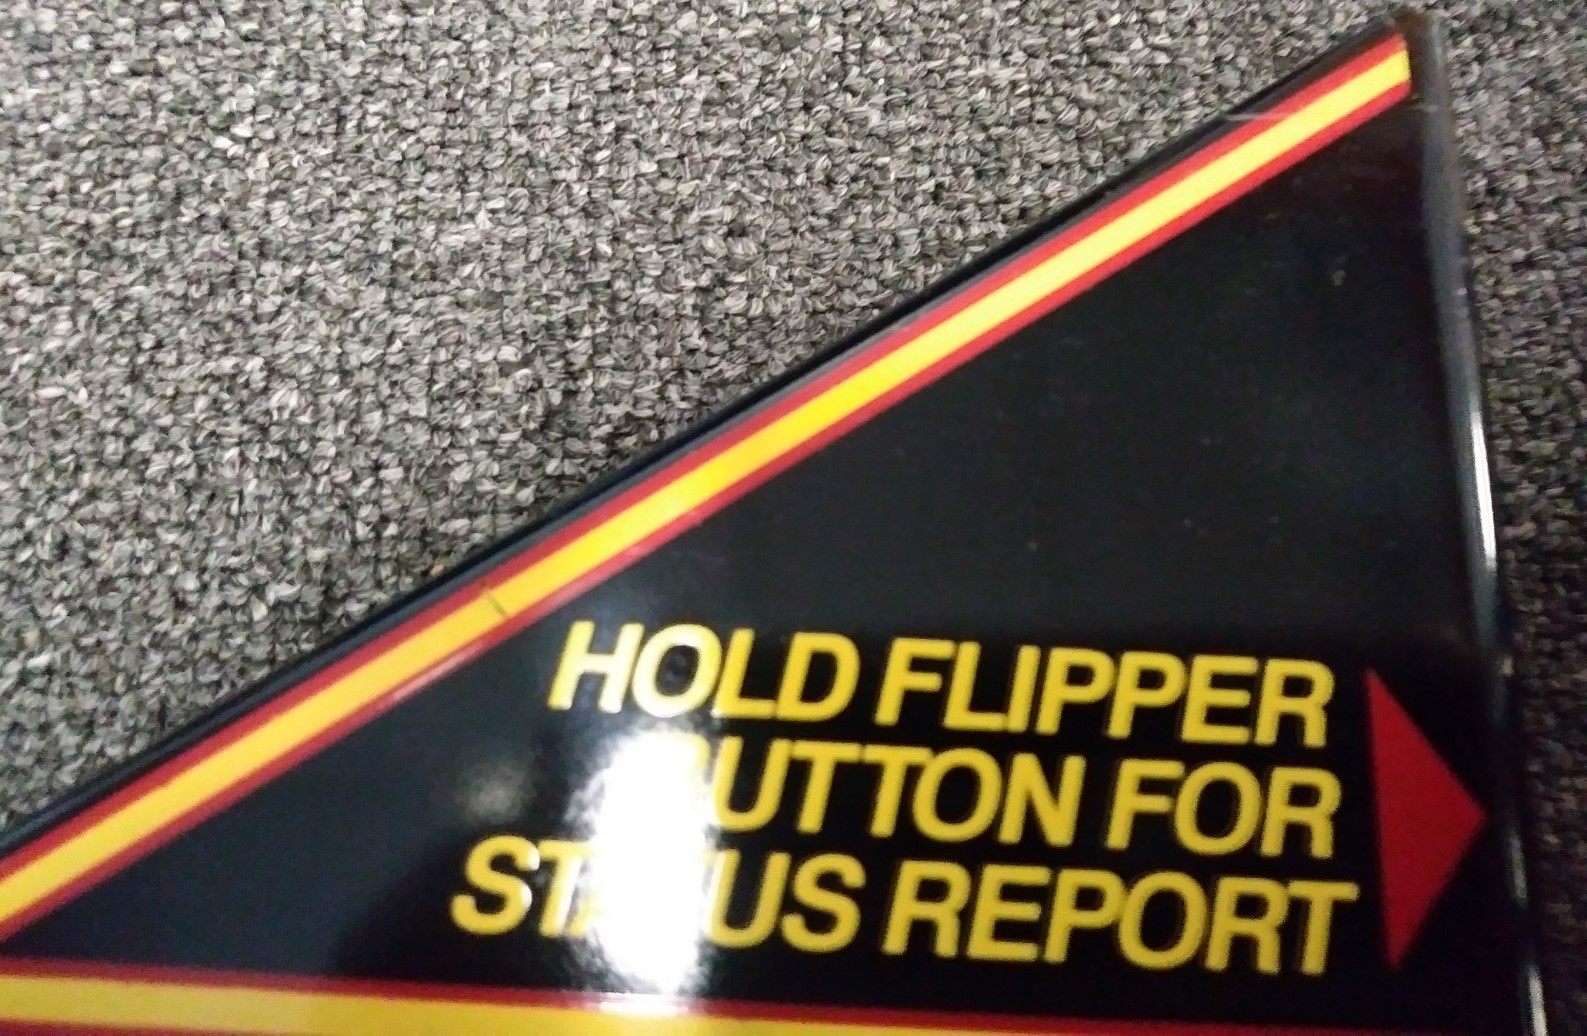 HOLD FLIPPER
BUTTON FOR
STATUS REPORT